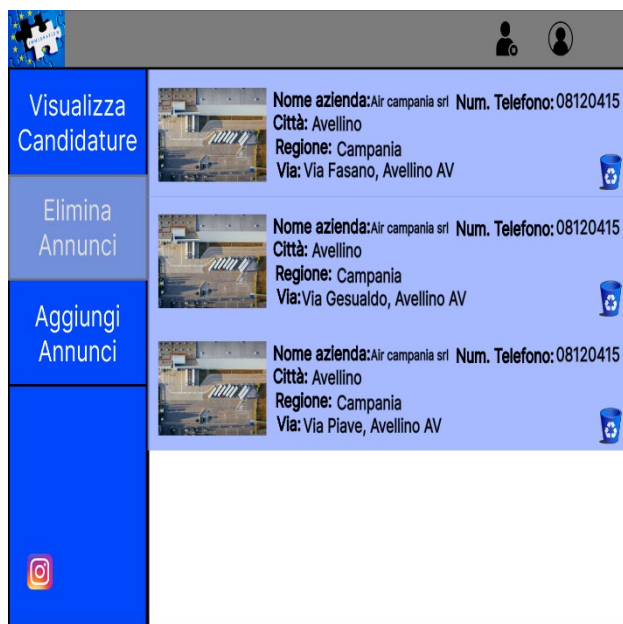 IMMIGRATION
Visualizza
Candidature
Elimina
Annunci
Aggiungi
Annunci
Nome azienda:Air campania srl Num. Telefono:08120415
Città: Avellino
Regione: Campania
Via: Via Fasano, Avellino AV
Nome azienda:Air campania srl Num. Telefono:08120415
Città: Avellino
Regione: Campania
Via:Via Gesualdo, Avellino AV
Nome azienda:Air campania srl Num. Telefono:08120415
Città: Avellino
Regione: Campania
Via: Via Piave, Avellino AV